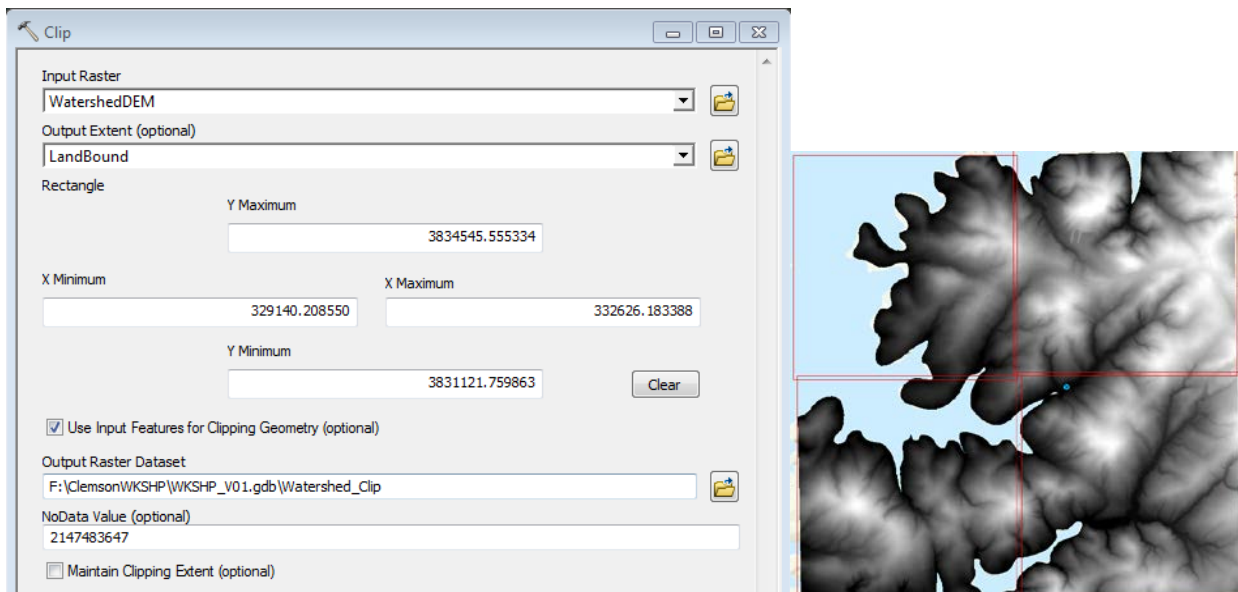 Clip
Input Raster
WatershedDEM
Output Extent (optional)
LandBound
Rectangle
Y Maximum
3834545.555334
X Minimum
X Maximum
329140.208550
332626.183388
Y Minimum
3831121.759863
Clear
Use Input Features for Clipping Geometry (optional)
Output Raster Dataset
F:\ClemsonWKSHP\WKSHP_V01.gdb\Watershed_Clip
NoData Value (optional)
2147483647
Maintain Clipping Extent (optional)